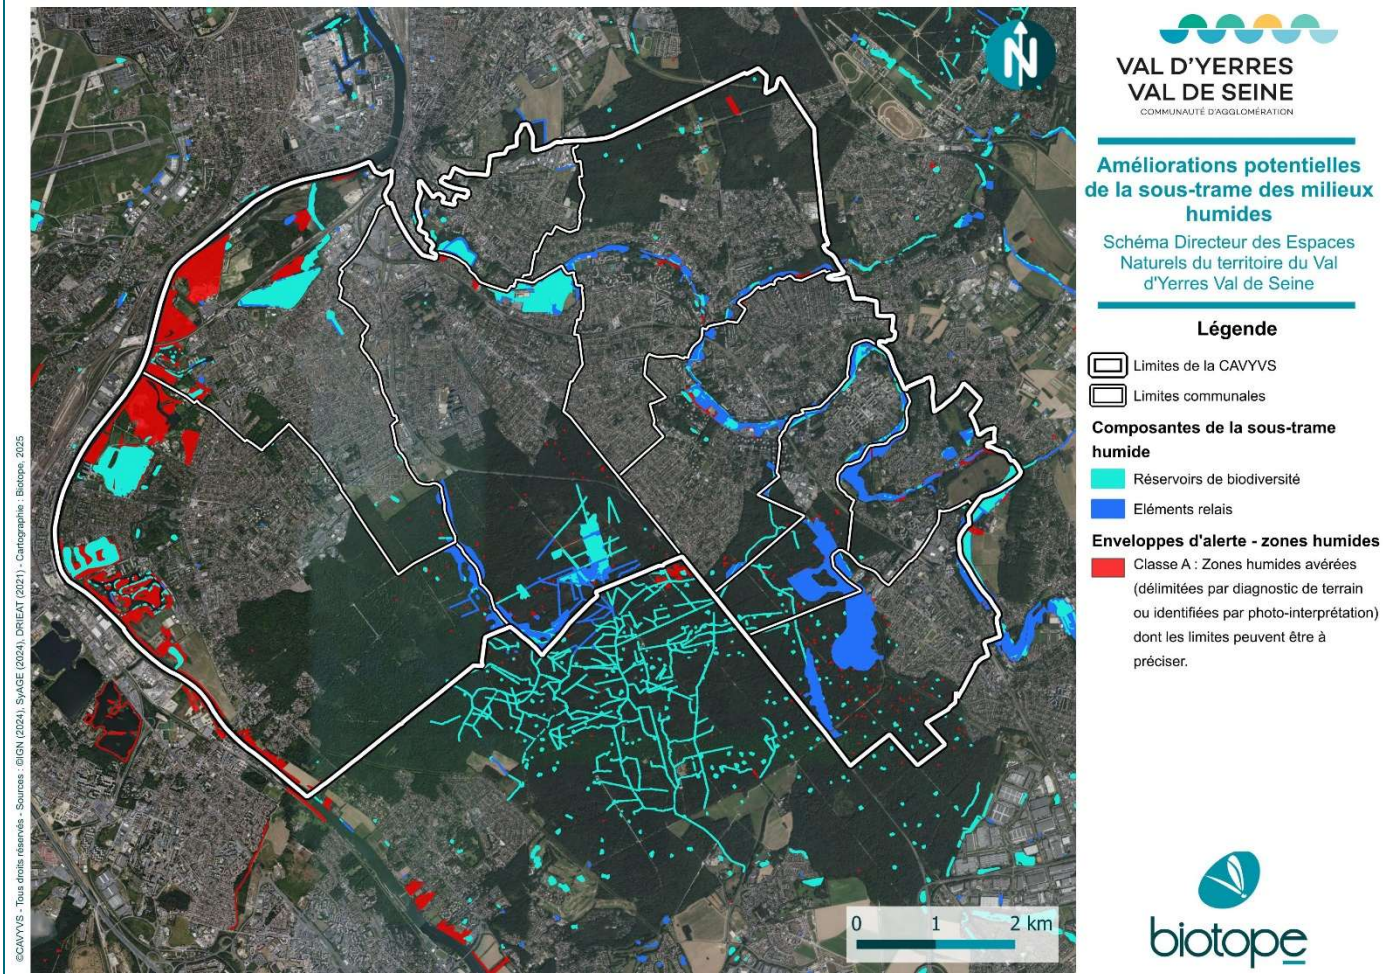 N
VAL D'YERRES
VAL DE SEINE
COMMUNAUTÉ D'AGGLOMÉRATION
Améliorations potentielles
de la sous-trame des milieux
humides
Schéma Directeur des Espaces
Naturels du territoire du Val
d'Yerres Val de Seine
Légende
Limites de la CAVYVS
Limites communales
Composantes de la sous-trame
humide
Réservoirs de biodiversité
Eléments relais
Enveloppes d'alerte - zones humides
Classe A : Zones humides avérées
(délimitées par diagnostic de terrain
ou identifiées par photo-interprétation)
dont les limites peuvent être à
préciser.
0 1 2 km
biotope
©CAVYVS - Tous droits réservés - Sources : ©IGN (2024), SyAGE (2024), DRIEAT (2021) - Cartographie : Biotope, 2025